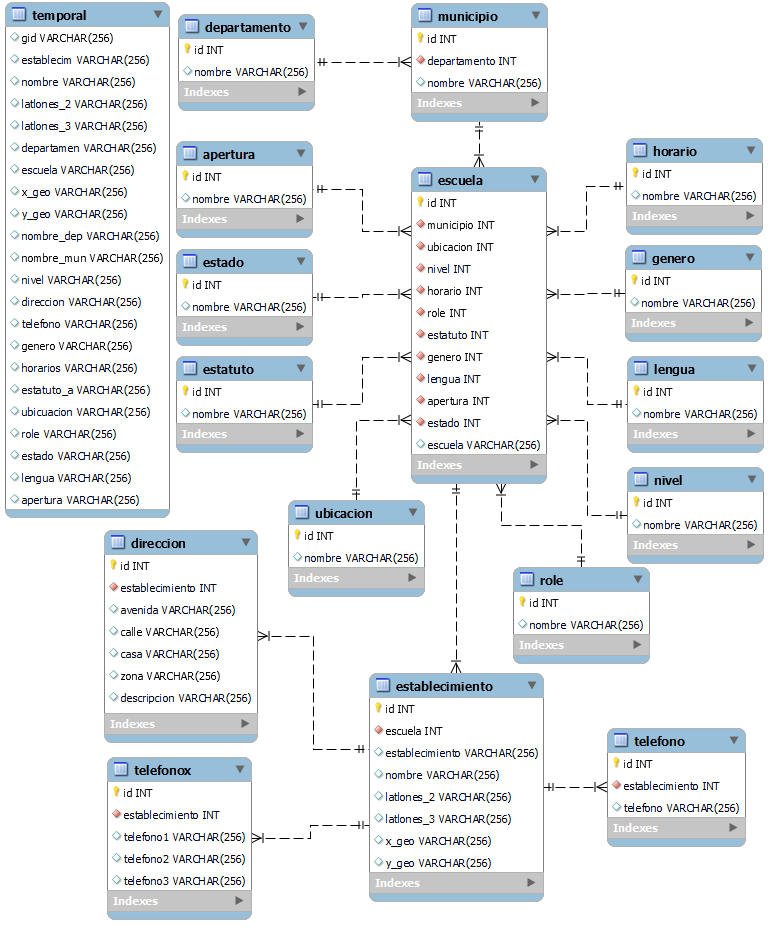 temporal
gid VARCHAR(256)
establecim VARCHAR(256)
nombre VARCHAR(256)
latlones_2 VARCHAR(256)
latlones_3 VARCHAR(256)
departamen VARCHAR(256)
escuela VARCHAR(256)
x_geo VARCHAR(256)
y_geo VARCHAR(256)
nombre_dep VARCHAR(256)
nombre_mun VARCHAR(256)
nivel VARCHAR(256)
direccion VARCHAR(256)
telefono VARCHAR(256)
genero VARCHAR(256)
horarios VARCHAR(256)
estatuto_a VARCHAR(256)
ubicuacion VARCHAR(256)
role VARCHAR(256)
estado VARCHAR(256)
lengua VARCHAR(256)
apertura VARCHAR(256)
departamento
id INT
nombre VARCHAR(256)
Indexes
municipio
id INT
departamento INT
nombre VARCHAR(256)
Indexes
apertura
id INT
nombre VARCHAR(256)
Indexes
estado
id INT
nombre VARCHAR(256)
Indexes
estatuto
id INT
nombre VARCHAR(256)
Indexes
escuela
id INT
municipio INT
ubicacion INT
nivel INT
horario INT
role INT
estatuto INT
genero INT
lengua INT
apertura INT
estado INT
escuela VARCHAR(256)
Indexes
horario
id INT
nombre VARCHAR(256)
Indexes
genero
id INT
nombre VARCHAR(256)
Indexes
lengua
id INT
nombre VARCHAR(256)
Indexes
nivel
id INT
nombre VARCHAR(256)
Indexes
ubicacion
id INT
nombre VARCHAR(256)
Indexes
role
id INT
nombre VARCHAR(256)
Indexes
direccion
id INT
establecimiento INT
avenida VARCHAR(256)
calle VARCHAR(256)
casa VARCHAR(256)
zona VARCHAR(256)
descripcion VARCHAR(256)
Indexes
establecimiento
id INT
escuela INT
establecimiento VARCHAR(256)
nombre VARCHAR(256)
latlones_2 VARCHAR(256)
latlones_3 VARCHAR(256)
x_geo VARCHAR(256)
y_geo VARCHAR(256)
Indexes
telefono
id INT
establecimiento INT
telefono VARCHAR(256)
Indexes
telefonox
id INT
establecimiento INT
telefono1 VARCHAR(256)
telefono2 VARCHAR(256)
telefono3 VARCHAR(256)
Indexes